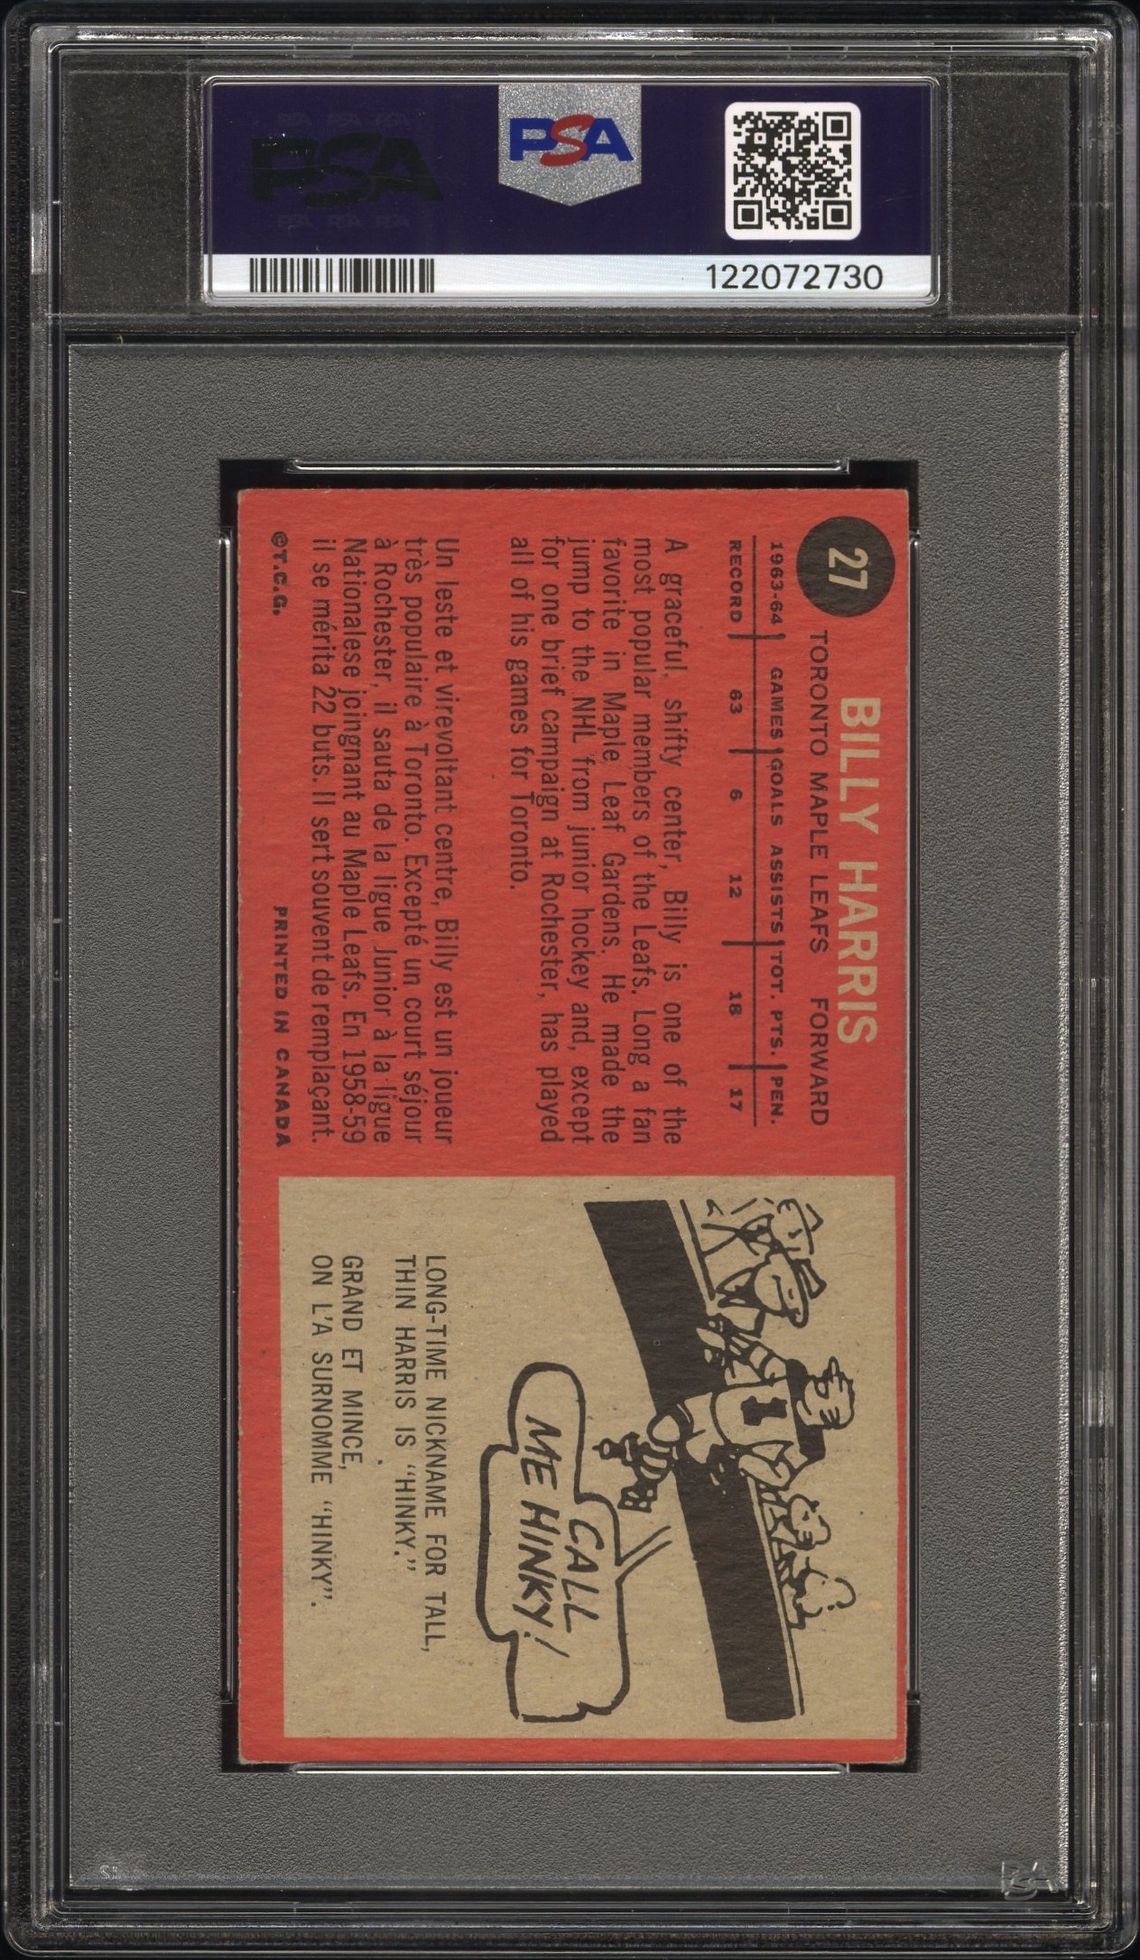 PSA
PSA
122072730
27
BILLY HARRIS
TORONTO MAPLE LEAFS FORWARD
1963-64 GAMES GOALS ASSISTS TOT. PTS. PEN.
RECORD 63 6 12 18 17
A graceful, shifty center, Billy is one of the
most popular members of the Leafs. Long a fan
favorite in Maple Leaf Gardens. He made the
jump to the NHL from junior hockey and, except
for one brief campaign at Rochester, has played
all of his games for Toronto.
Un leste et virevoltant centre, Billy est un joueur
très populaire à Toronto. Excepté un court séjour
à Rochester, il sauta de la ligue Junior à la ligue
Nationalese joingnant au Maple Leafs. En 1958-59
il se mérita 22 buts. Il sert souvent de remplaçant.
©T.C.G.
PRINTED IN CANADA
1
CALL
ME HINKY!
LONG-TIME NICKNAME FOR TALL,
THIN HARRIS IS "HINKY."
GRAND ET MINCE,
ON L'A SURNOMME "HINKY".
PSA